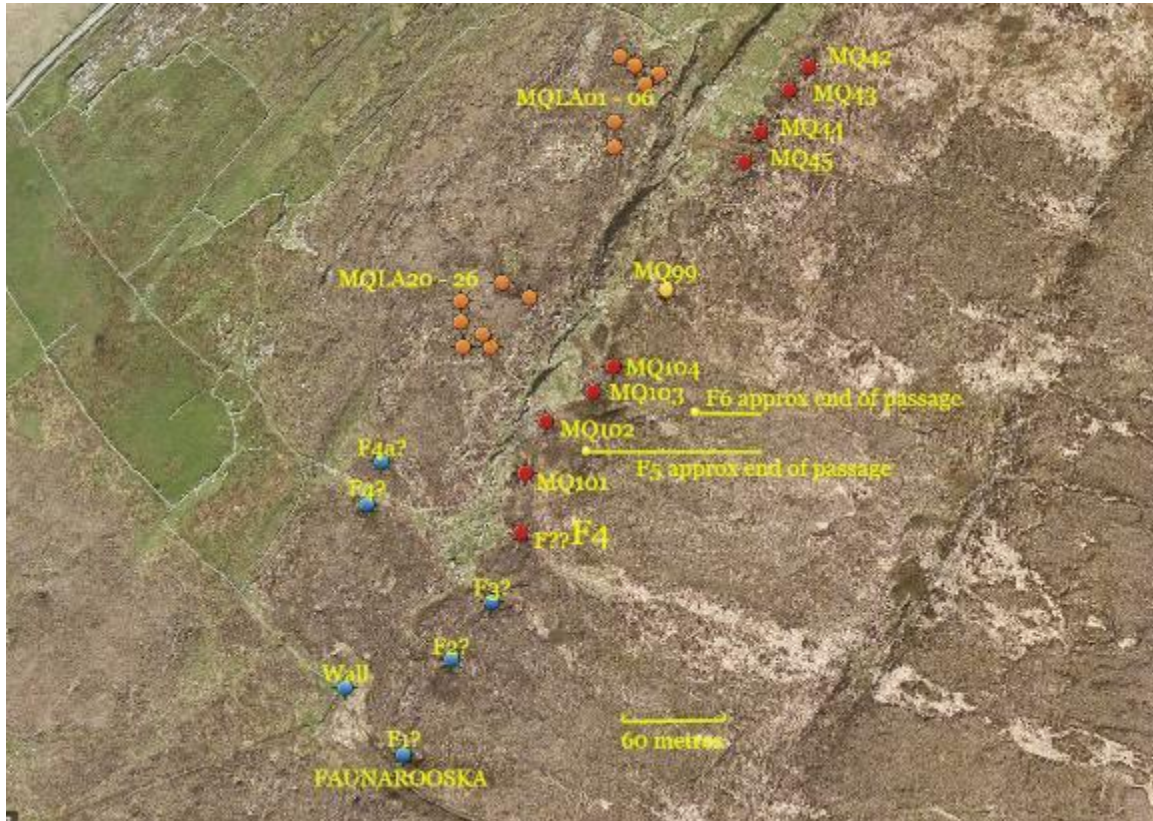 MQ42
MQLA01 - 06
MQ43
MQ44
MQ45
MQLA20 - 26
MQ99
MQ104
MQ103
F6 approx end of passage
MQ102
F4a?
F5 approx end of passage
MQ101
F4?
F??F4
F3?
F2?
Wall
60 metres
F1?
FAUNAROOSKA